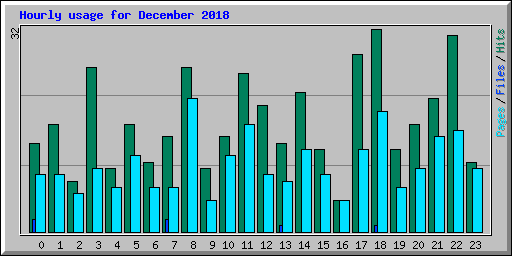 Hourly usage for December 2018
32
Pages / Files / Hits
0 1 2 3 4 5 6 7 8 9 10 11 12 13 14 15 16 17 18 19 20 21 22 23